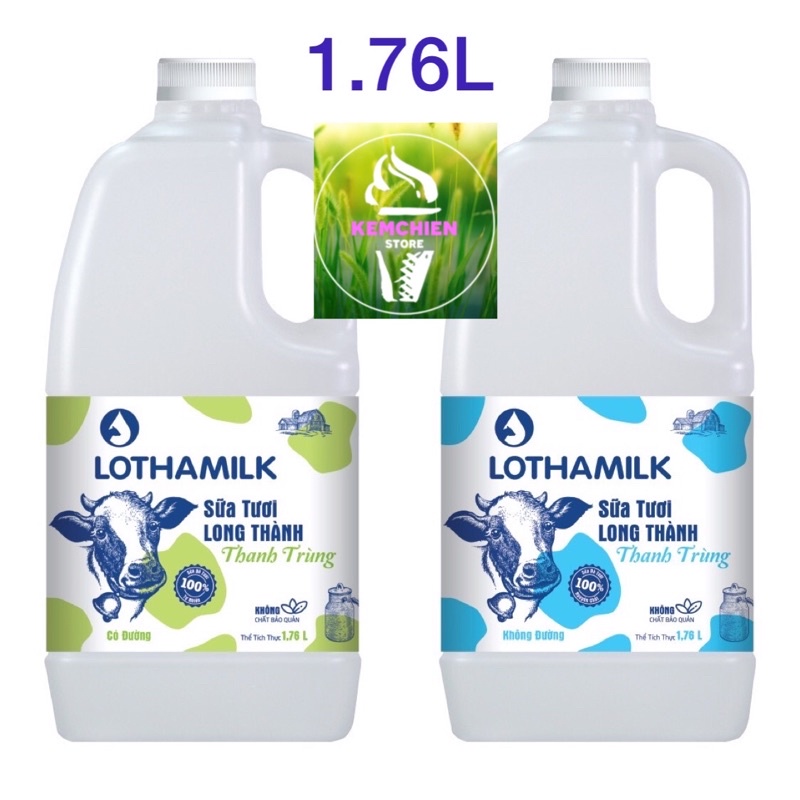 1.76L
KEMCHIEN
STORE
LOTHAMILK
Sữa Tươi
LONG THÀNH
Thanh Trùng
100%
KHÔNG
CHẤT BẢO QUẢN
Có Đường
Thể Tích Thực 1,76 L
LOTHAMILK
Sữa Tươi
LONG THÀNH
Thanh Trùng
100%
KHÔNG
CHẤT BẢO QUẢN
Không Đường
Thể Tích Thực 1,76 L